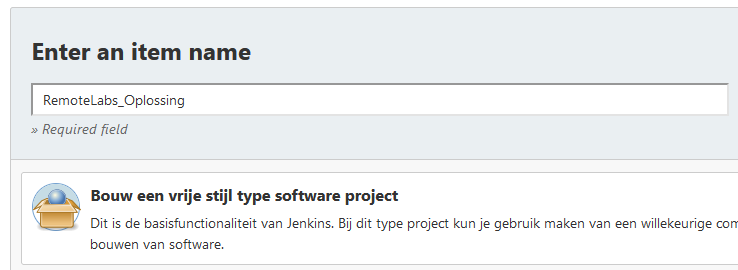 Enter an item name
RemoteLabs_Oplossing
» Required field
Bouw een vrije stijl type software project
Dit is de basisfunctionaliteit van Jenkins. Bij dit type project kun je gebruik maken van een willekeurige com
bouwen van software.